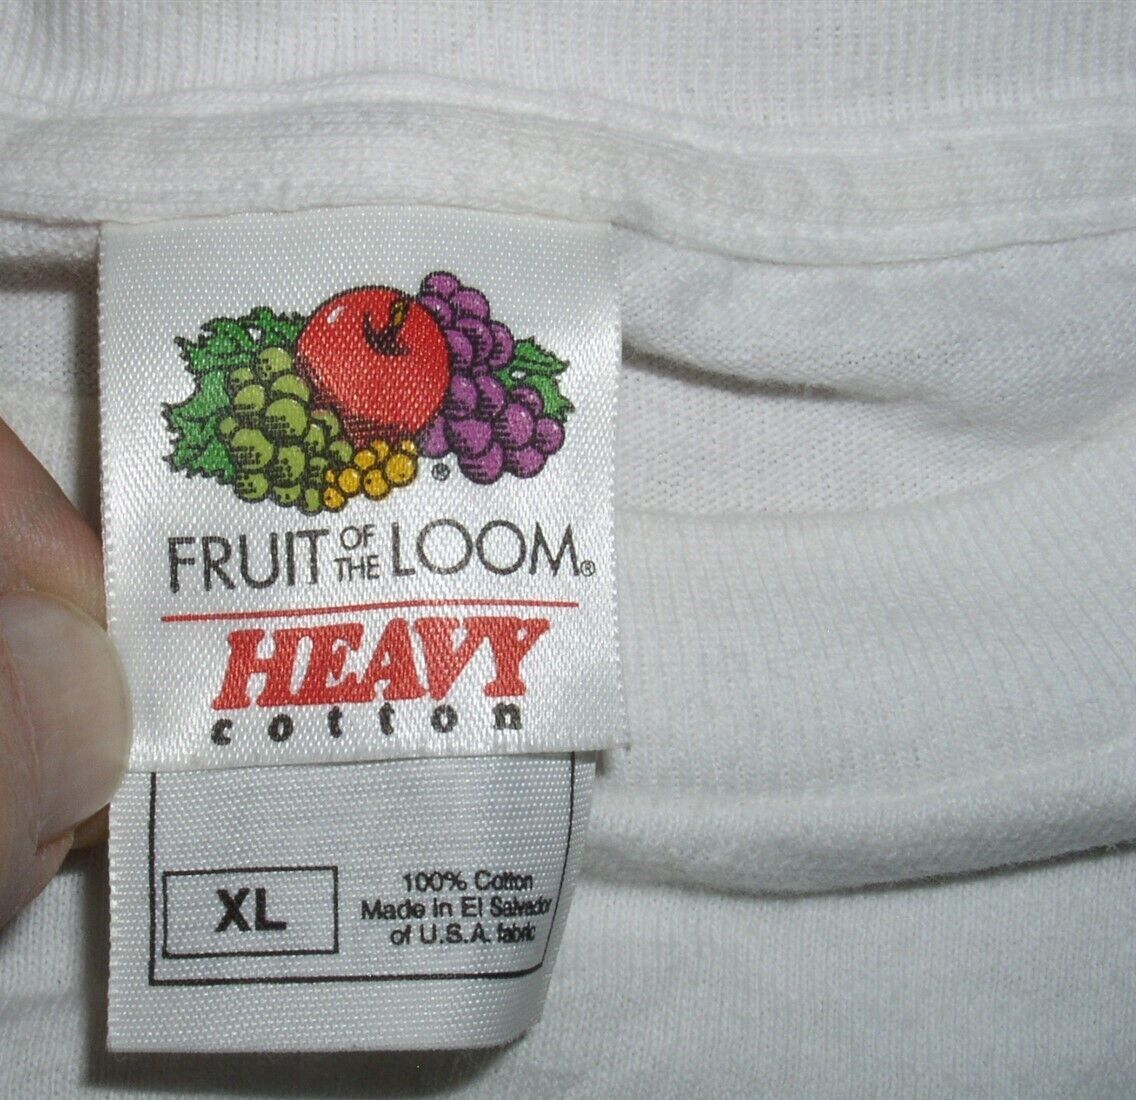 ®
FRUIT OF THE LOOM®
HEAVY
cotton
XL
100% Cotton
Made in El Salvador
of U.S.A. fabric